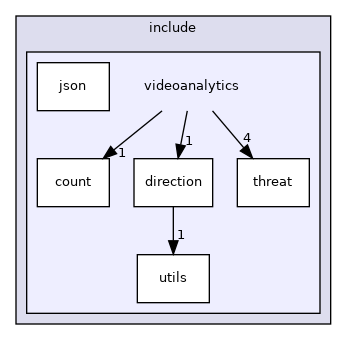 include
json
videoanalytics
1
1
4
count
direction
threat
1
utils